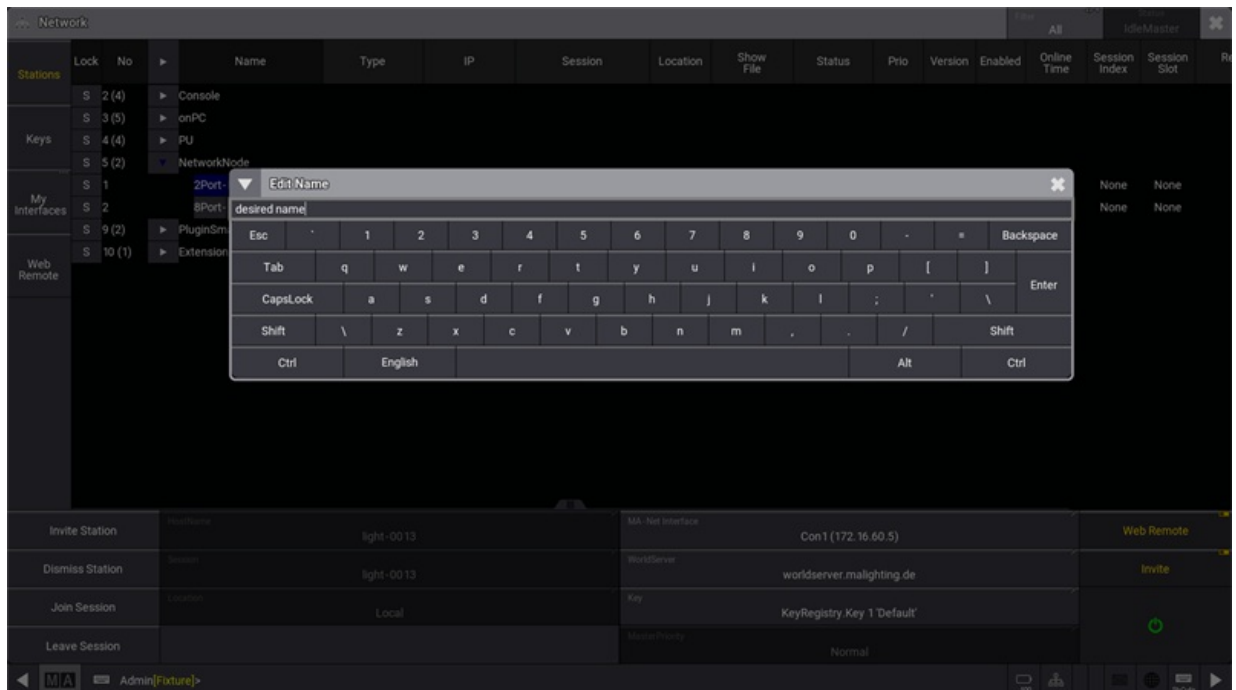 Network
Filter
All
Status
IdleMaster
Stations
Keys
My Interfaces
Web Remote
Lock No Name Type IP Session Location Show File Status Prio Version Enabled Online Time Session Index Session Slot Re
S 2 (4) Console
S 3 (5) onPC
S 4 (4) PU
S 5 (2) NetworkNode
S 1 2Port- None None
S 2 8Port- None None
S 9 (2) PluginSm
S 10 (1) Extension
Edit Name
desired name
Esc ` 1 2 3 4 5 6 7 8 9 0 - = Backspace
Tab q w e r t y u i o p [ ]
Enter
CapsLock a s d f g h j k l ; ' \
Shift \ z x c v b n m , . / Shift
Ctrl English Alt Ctrl
Invite Station
Dismiss Station
Join Session
Leave Session
HostName
light-0013
Session
light-0013
Location
Local
MA-Net Interface
Con1 (172.16.60.5)
WorldServer
worldserver.malighting.de
Key
KeyRegistry.Key 1 'Default'
MasterPriority
Normal
Web Remote
Invite
MA Admin[Fixture]>